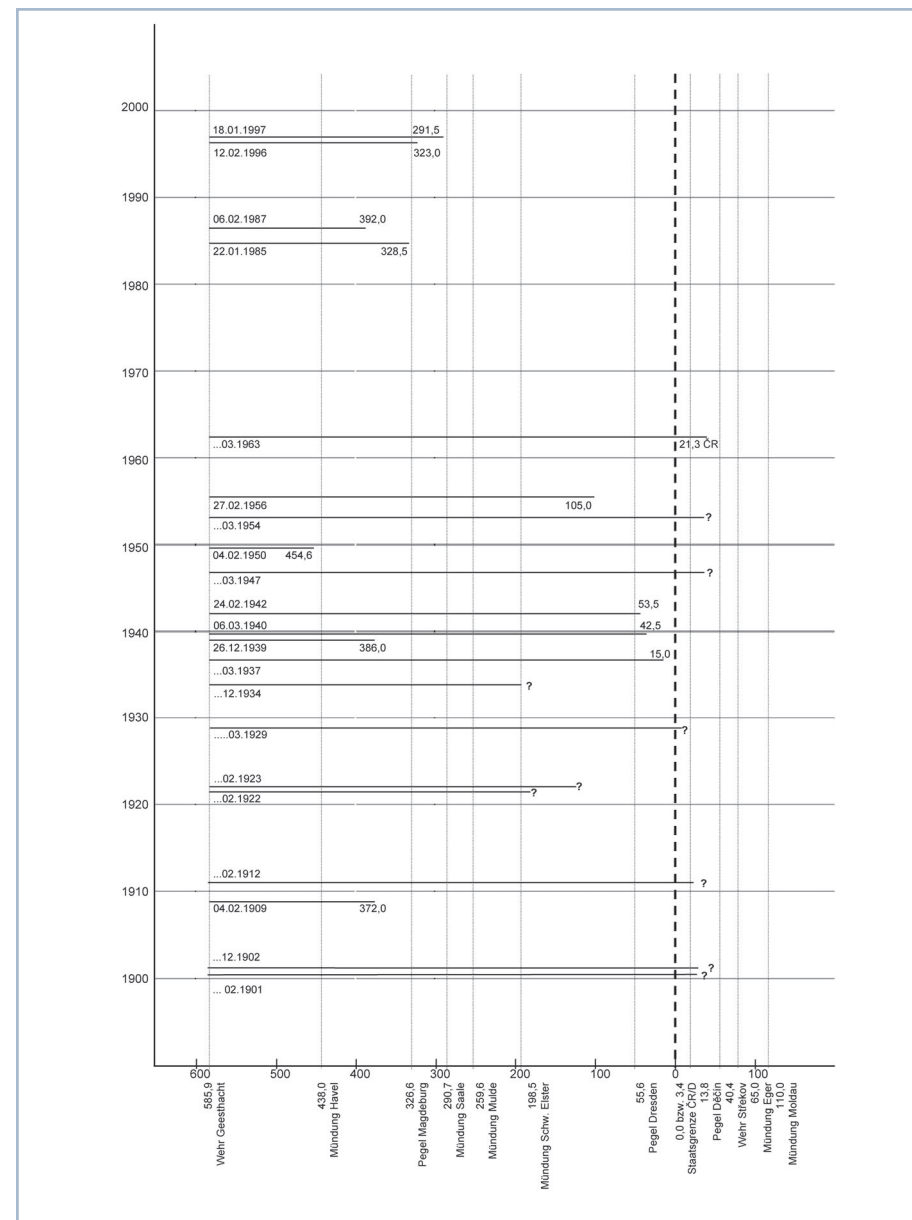 2000
18.01.1997 291,5
12.02.1996 323,0
1990
06.02.1987 392,0
22.01.1985 328,5
1980
1970
...03.1963 21,3 ČR
1960
27.02.1956 105,0
...03.1954 ?
1950
04.02.1950 454,6
...03.1947 ?
24.02.1942 53,5
06.03.1940 42,5
1940
26.12.1939 386,0
15,0
...03.1937
...12.1934 ?
1930
.....03.1929 ?
...02.1923 ?
...02.1922 ?
1920
...02.1912 ?
1910
04.02.1909 372,0
...12.1902 ?
1900 ?
... 02.1901
600 500 400 300 200 100 0 100
585,9
Wehr Geesthacht
438,0
Mündung Havel
326,6
Pegel Magdeburg
290,7
Mündung Saale
259,6
Mündung Mulde
198,5
Mündung Schw. Elster
55,6
Pegel Dresden
0,0 bzw. 3,4
Staatsgrenze ČR/D
13,8
Pegel Děčín
40,4
Wehr Střekov
65,0
Mündung Eger
110,0
Mündung Moldau